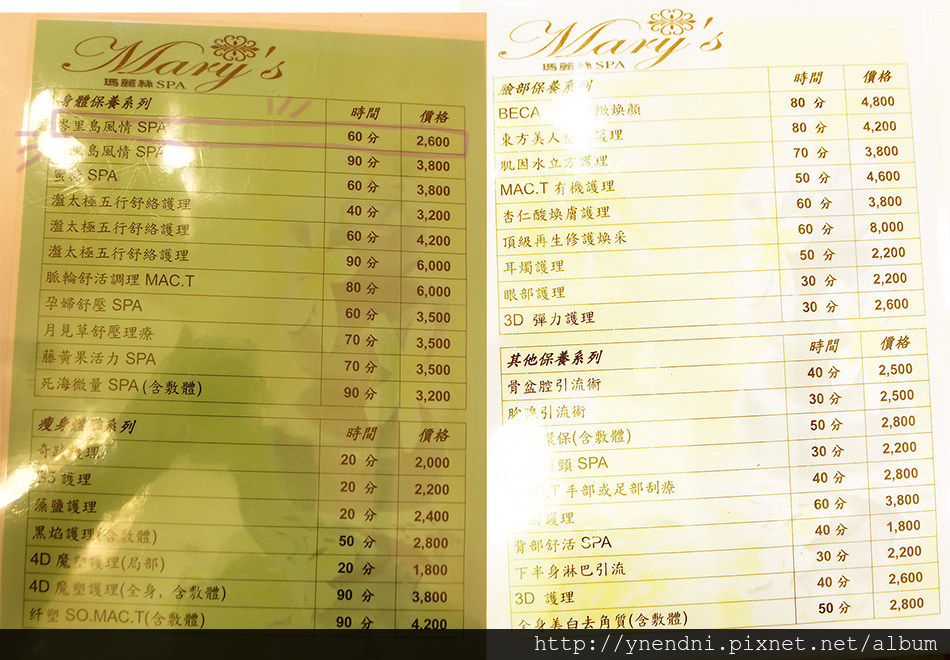 Mary's
瑪麗絲SPA
身體保養系列 時間 價格
峇里島風情 SPA 60 分 2,600
島風情 SPA 90 分 3,800
SPA 60 分 3,800
瀊太極五行舒絡護理 40 分 3,200
瀊太極五行舒絡護理 60 分 4,200
瀊太極五行舒絡護理 90 分 6,000
脈輪舒活調理 MAC.T 80 分 6,000
孕婦舒壓 SPA 60 分 3,500
月見草舒壓理療 70 分 3,500
藤黃果活力 SPA 70 分 3,500
死海微量 SPA (含敷體) 90 分 3,200
瘦身體 系列 時間 價格
護理 20 分 2,000
護理 20 分 2,200
藻鹽護理 20 分 2,400
黑焰護理(含敷體) 50 分 2,800
4D 魔塑護理(局部) 20 分 1,800
4D 魔塑護理(全身，含敷體) 90 分 3,800
纤塑 SO.MAC.T(含敷體) 90 分 4,200
Mary's
瑪麗絲SPA
臉部保養系列 時間 價格
BECA 微煥顏 80 分 4,800
東方美人 護理 80 分 4,200
肌因水立方護理 70 分 3,800
MAC.T 有機護理 50 分 4,600
杏仁酸煥膚護理 60 分 3,800
頂級再生修護煥采 60 分 8,000
耳燭護理 50 分 2,200
眼部護理 30 分 2,200
3D 彈力護理 30 分 2,600
其他保養系列 時間 價格
骨盆腔引流術 40 分 2,500
引流術 30 分 2,500
環保(含敷體) 50 分 2,800
頸 SPA 30 分 2,200
手部或足部刮療 40 分 2,800
護理 60 分 3,800
背部舒活 SPA 40 分 1,800
下半身淋巴引流 30 分 2,200
3D 護理 40 分 2,600
全身美白去角質(含敷體) 50 分 2,800
http://ynendni.pixnet.net/album